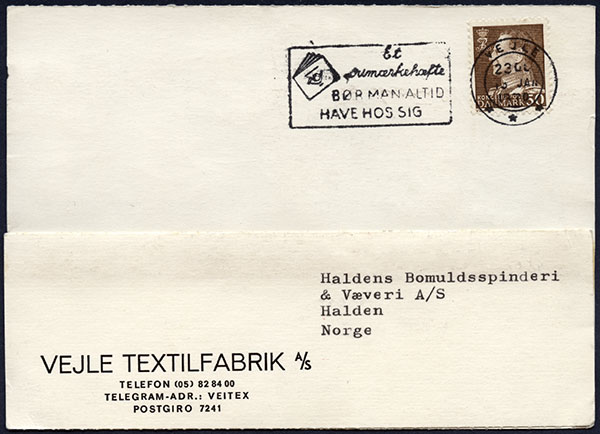 Et
frimærkehæfte
BØR MAN ALTID
HAVE HOS SIG
VEJLE
DANMARK 30
Haldens Bomuldsspinderi
& Væveri A/S
Halden
Norge
VEJLE TEXTILFABRIK A/S
TELEFON (05) 82 84 00
TELEGRAM-ADR.: VEITEX
POSTGIRO 7241